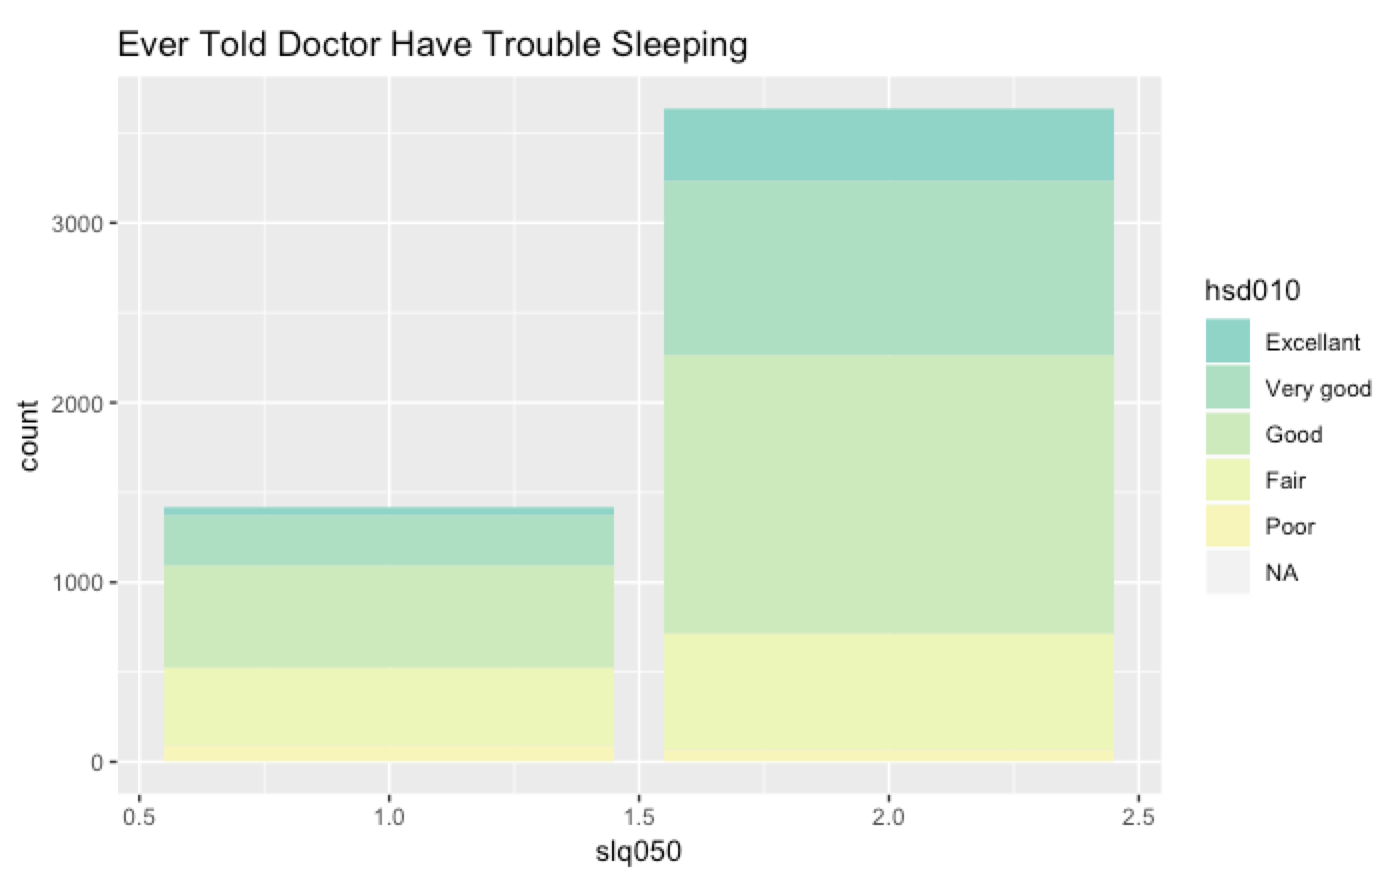 Ever Told Doctor Have Trouble Sleeping
count
3000
2000
1000
0
0.5 1.0 1.5 2.0 2.5
slq050
hsd010
Excellant
Very good
Good
Fair
Poor
NA